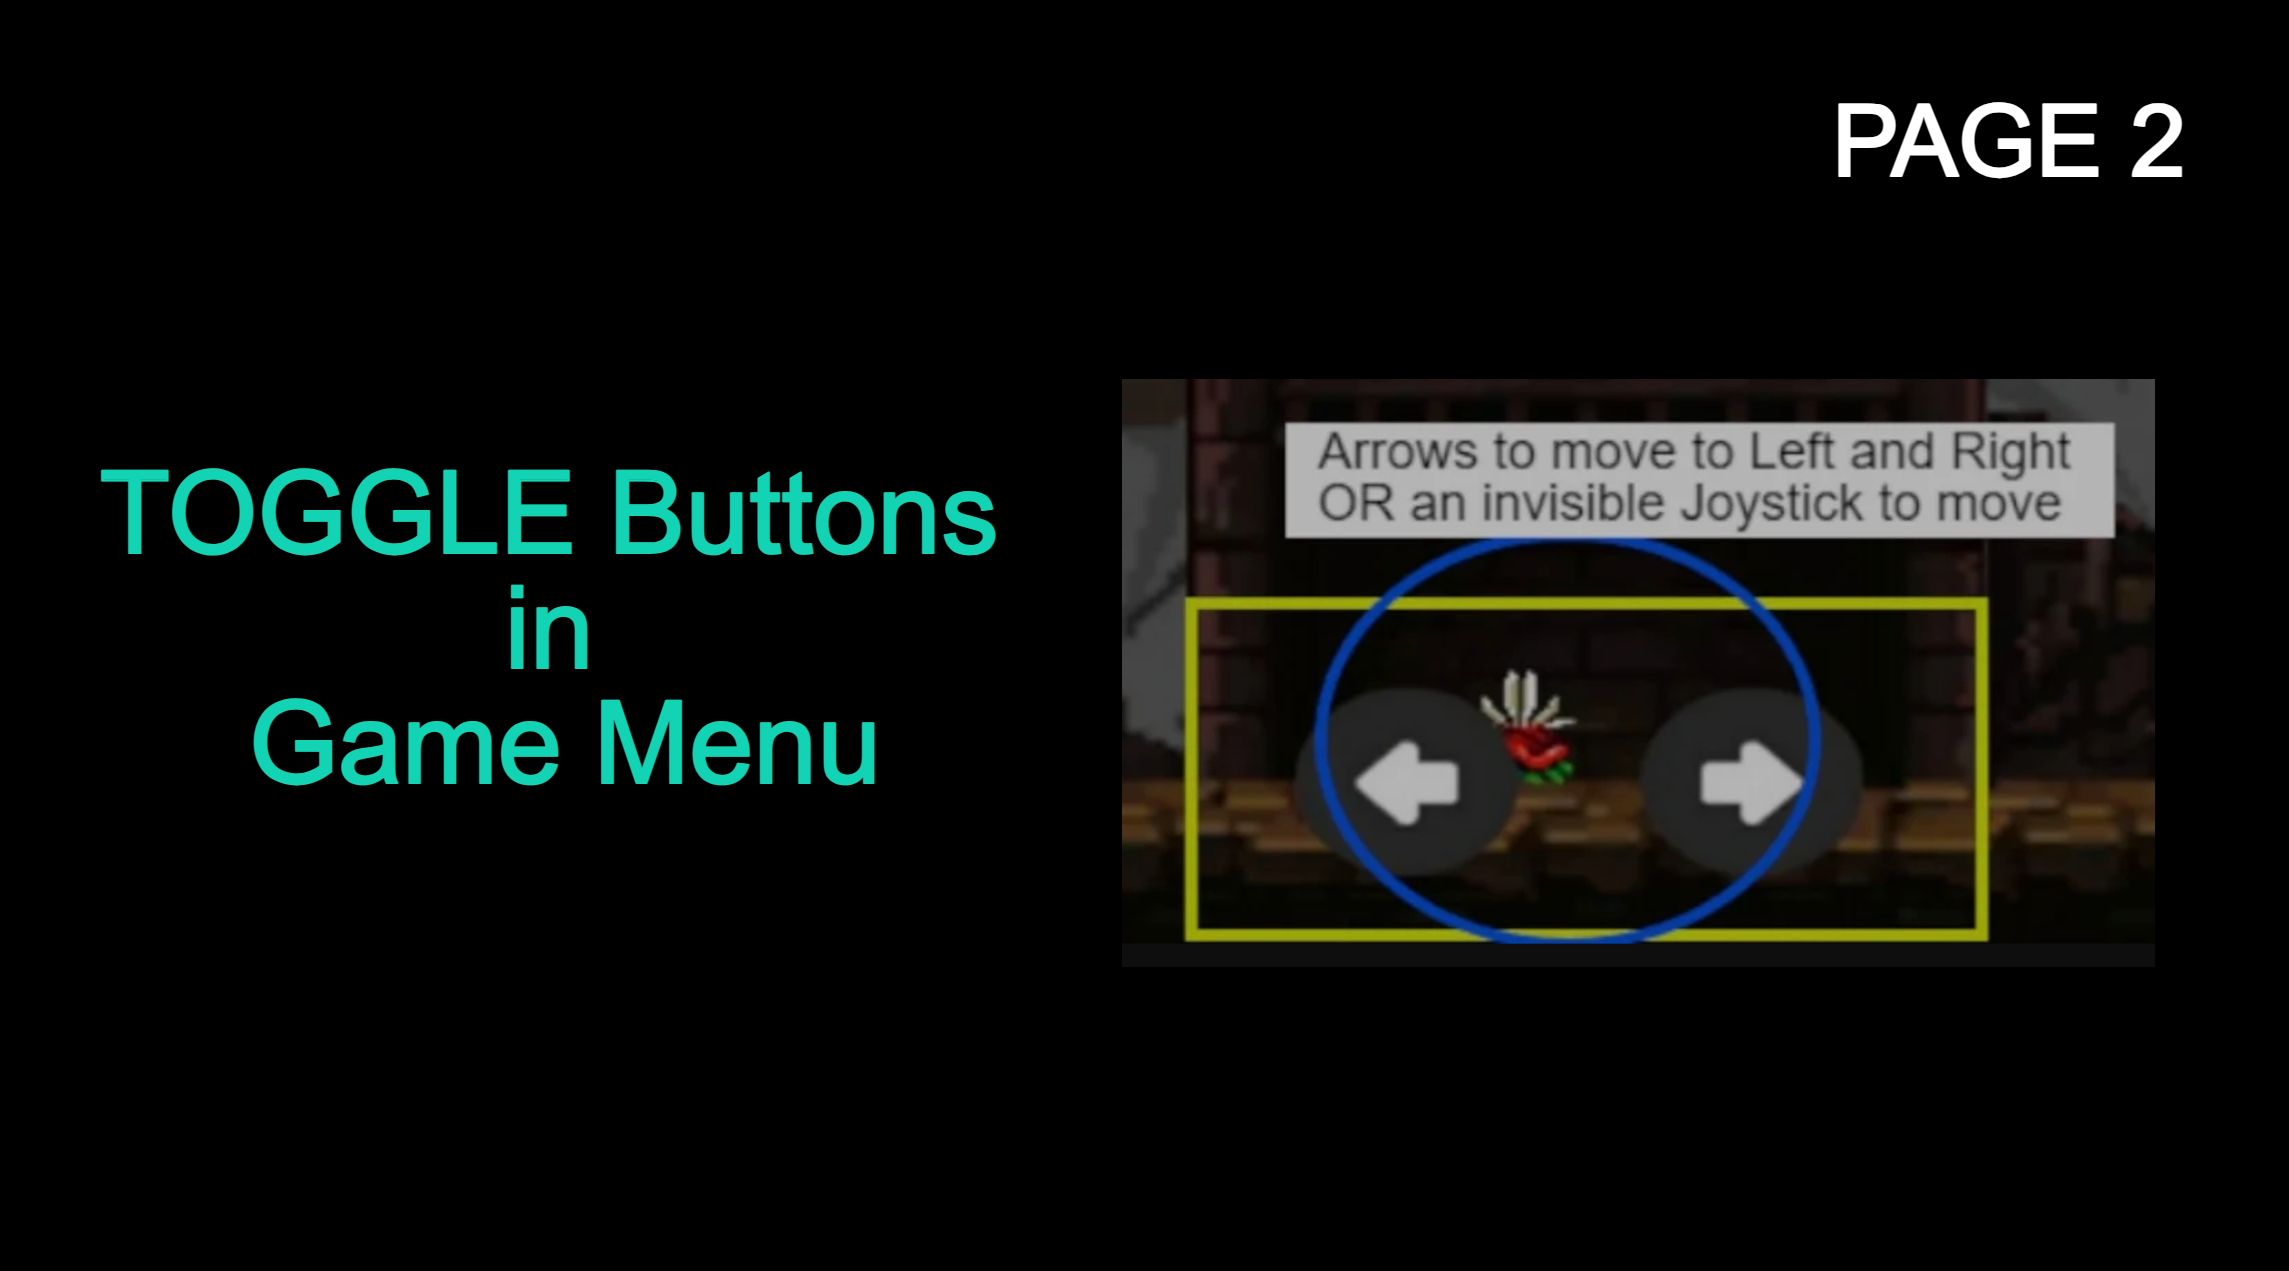 PAGE 2
TOGGLE Buttons
in
Game Menu
Arrows to move to Left and Right
OR an invisible Joystick to move